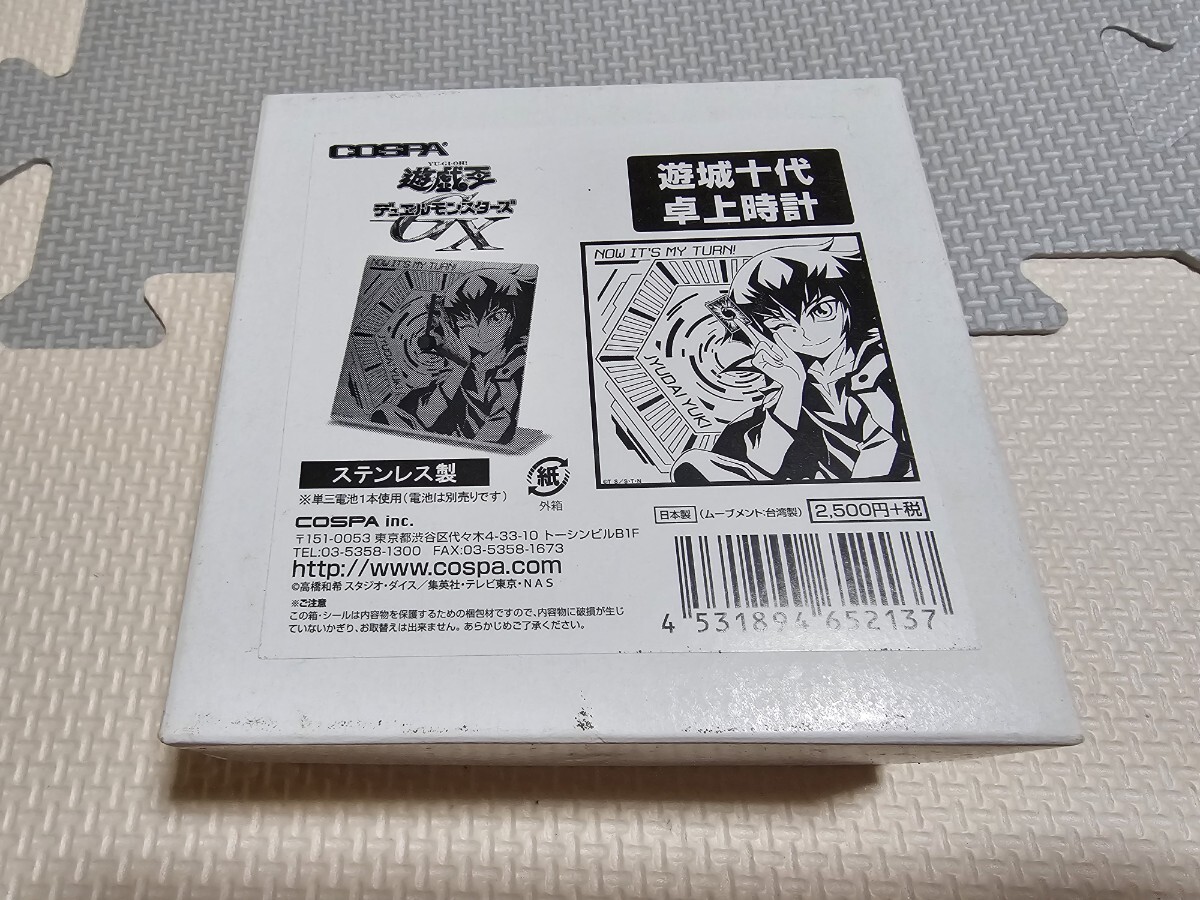 COSPA
YU-GI-OH!
遊戯王
デュエルモンスターズ
GX
NOW IT'S MY TURN!
JYUDAI YUKI
ステンレス製
※単三電池1本使用(電池は別売りです)
紙
外箱
COSPA inc.
〒151-0053 東京都渋谷区代々木4-33-10 トーシンビルB1F
TEL:03-5358-1300 FAX:03-5358-1673
http://www.cospa.com
©高橋和希 スタジオ・ダイス/集英社・テレビ東京・NAS
※ご注意
この箱・シールは内容物を保護するための梱包材ですので、内容物に破損が生じ
ていないかぎり、お取替えは出来ません。あらかじめご了承ください。
遊城十代
卓上時計
NOW IT'S MY TURN!
JYUDAI YUKI
©T S/S・T・N
日本製 (ムーブメント:台湾製) 2,500円+税
4 531894 652137